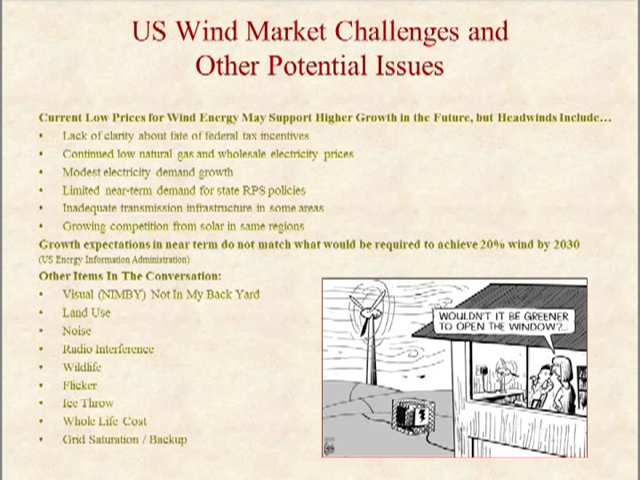 US Wind Market Challenges and
Other Potential Issues
Current Low Prices for Wind Energy May Support Higher Growth in the Future, but Headwinds Include…
• Lack of clarity about fate of federal tax incentives
• Continued low natural gas and wholesale electricity prices
• Modest electricity demand growth
• Limited near-term demand for state RPS policies
• Inadequate transmission infrastructure in some areas
• Growing competition from solar in some regions
Growth expectations in near term do not match what would be required to achieve 20% wind by 2030
(US Energy Information Administration)
Other Items In The Conversation:
• Visual (NIMBY) Not In My Back Yard
• Land Use
• Noise
• Radio Interference
• Wildlife
• Flicker
• Ice Throw
• Whole Life Cost
• Grid Saturation / Backup
WOULDN'T IT BE GREENER
TO OPEN THE WINDOW?...